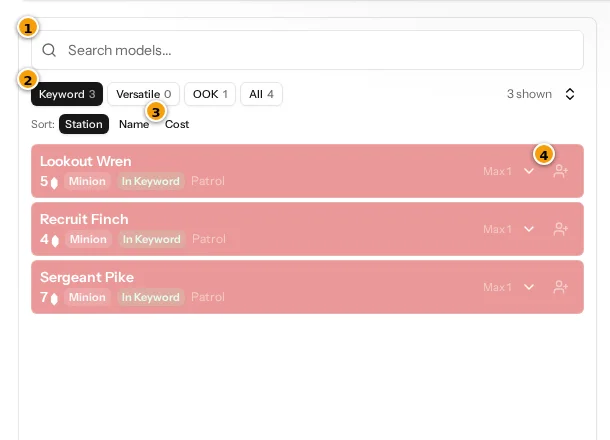 1
Search models...
2
Keyword 3 Versatile 0 OOK 1 All 4 3 shown
3
Sort: Station Name Cost
4
Lookout Wren
Max 1
5 Minion In Keyword Patrol
Recruit Finch
Max 1
4 Minion In Keyword Patrol
Sergeant Pike
Max 1
7 Minion In Keyword Patrol